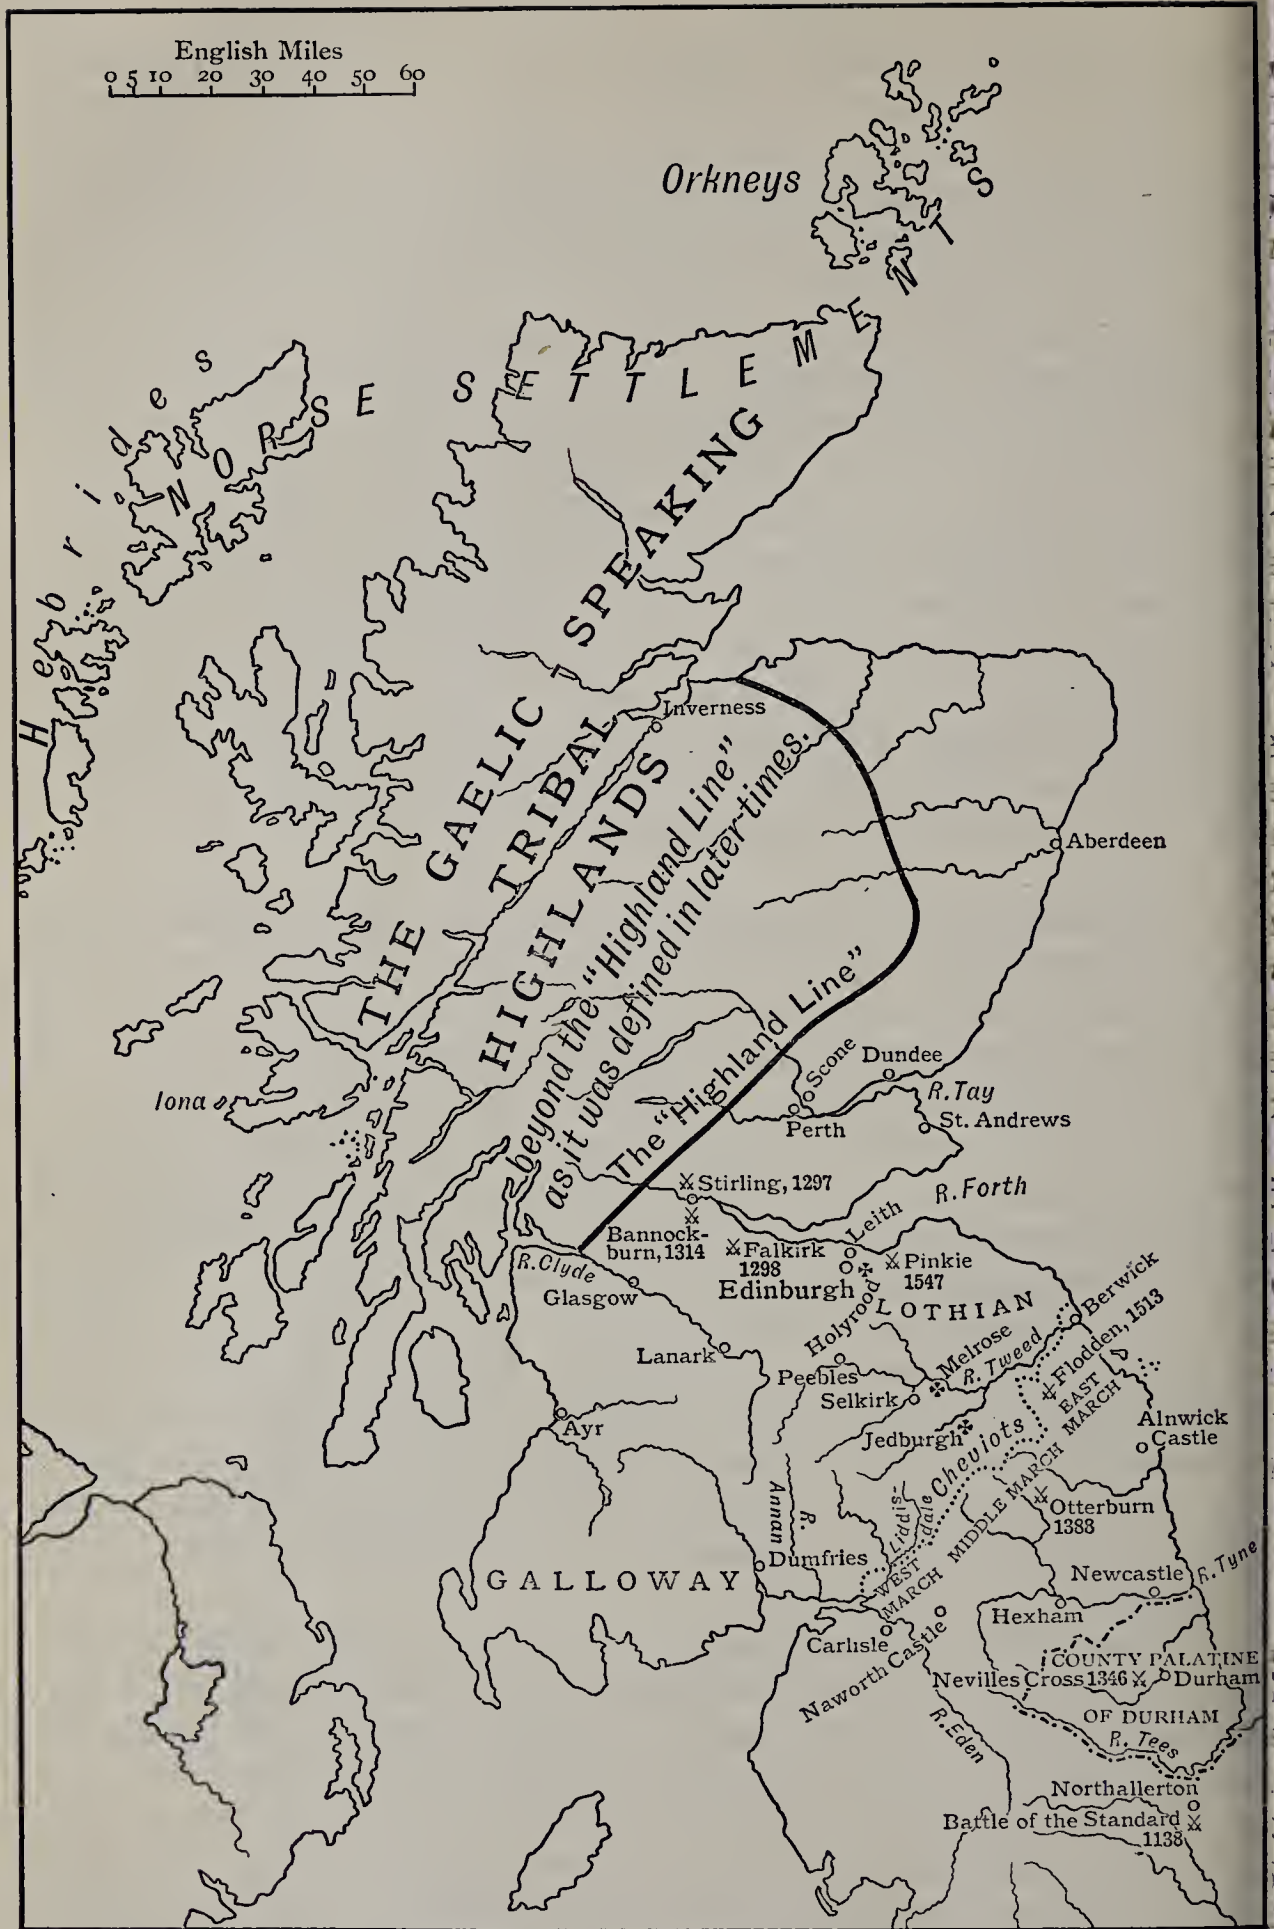 English Miles
0 5 10 20 30 40 50 60
Orkneys
Hebrides
NORSE SETTLEMENTS
THE GAELIC - SPEAKING
TRIBAL
HIGHLANDS
beyond the "Highland Line"
as it was defined in later times.
The "Highland Line"
Inverness
Aberdeen
Iona
Scone
Dundee
R. Tay
Perth
St. Andrews
Stirling, 1297
R. Forth
Bannock-
burn, 1314
Falkirk
1298
Leith
Pinkie
1547
Edinburgh
Holyrood
R. Clyde
Glasgow
LOTHIAN
Berwick
Flodden, 1513
Lanark
Peebles
Melrose
R. Tweed
Selkirk
EAST
MARCH
Jedburgh
Cheviots
Alnwick
Castle
Ayr
MIDDLE MARCH
Otterburn
1388
R.
Annan
Liddis-
dale
Dumfries
WEST
MARCH
GALLOWAY
Newcastle
R. Tyne
Hexham
Carlisle
Naworth Castle
COUNTY PALATINE
Nevilles Cross 1346
Durham
OF DURHAM
R. Eden
R. Tees
Northallerton
Battle of the Standard
1138